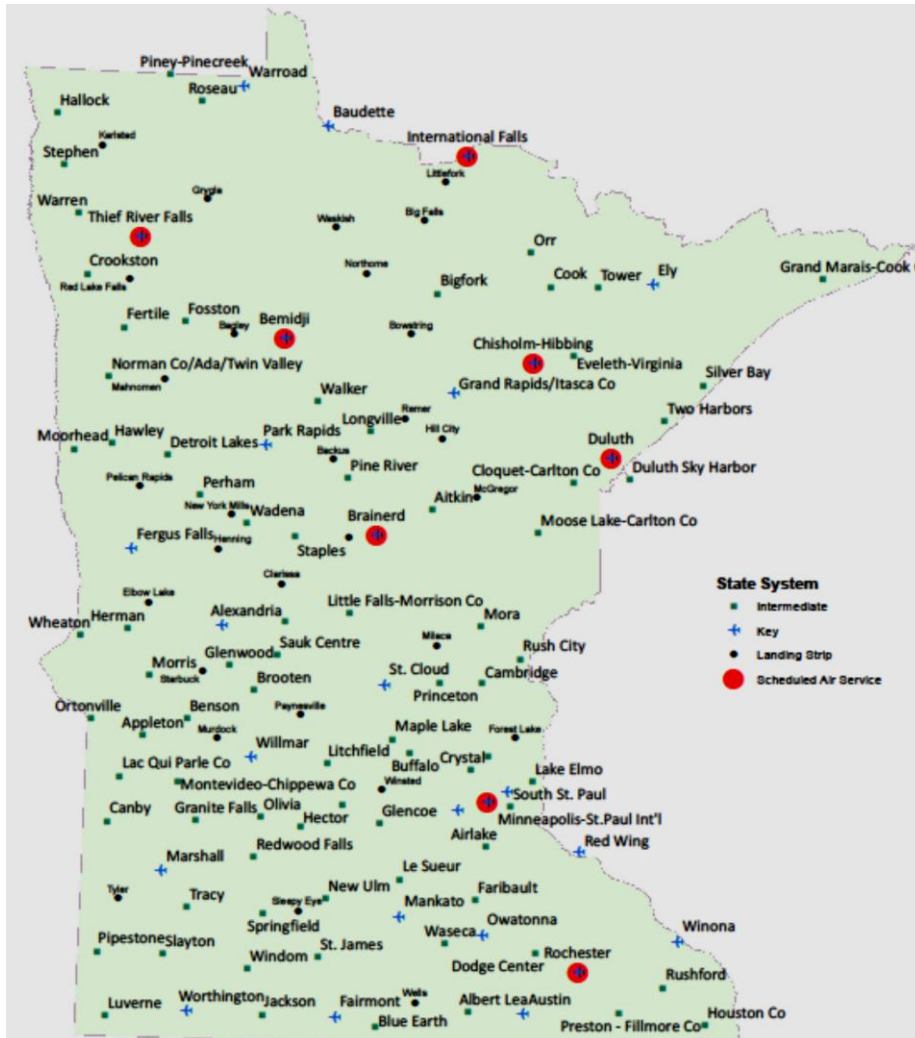 Piney-Pinecreek
Warroad
Roseau
Hallock
Baudette
Karlsted
International Falls
Stephen
Littlefork
Grygla
Warren
Big Falls
Thief River Falls
Waskish
Orr
Crookston
Northome
Red Lake Falls
Bigfork
Cook
Tower
Ely
Grand Marais-Cook
Fertile
Fosston
Bemidji
Bagley
Bowstring
Chisholm-Hibbing
Eveleth-Virginia
Norman Co/Ada/Twin Valley
Mahnomen
Grand Rapids/Itasca Co
Silver Bay
Walker
Remer
Longville
Two Harbors
Moorhead
Hawley
Detroit Lakes
Park Rapids
Hill City
Duluth
Backus
Pine River
Cloquet-Carlton Co
Duluth Sky Harbor
Pelican Rapids
Perham
McGregor
New York Mills
Wadena
Brainerd
Aitkin
Moose Lake-Carlton Co
Fergus Falls
Henning
Staples
Clarissa
State System
Elbow Lake
Little Falls-Morrison Co
Intermediate
Wheaton
Herman
Alexandria
Mora
Key
Milaca
Sauk Centre
Rush City
Landing Strip
Morris
Glenwood
Starbuck
St. Cloud
Cambridge
Scheduled Air Service
Brooten
Princeton
Ortonville
Benson
Paynesville
Appleton
Murdock
Maple Lake
Forest Lake
Willmar
Litchfield
Buffalo
Crystal
Lac Qui Parle Co
Lake Elmo
Montevideo-Chippewa Co
Winsted
South St. Paul
Canby
Granite Falls
Olivia
Hector
Glencoe
Minneapolis-St.Paul Int'l
Airlake
Red Wing
Redwood Falls
Marshall
Le Sueur
Tyler
Tracy
Sleepy Eye
New Ulm
Faribault
Mankato
Springfield
Owatonna
Winona
Waseca
Pipestone
Slayton
St. James
Rochester
Windom
Dodge Center
Rushford
Luverne
Worthington
Jackson
Fairmont
Wells
Albert Lea
Austin
Blue Earth
Preston - Fillmore Co
Houston Co